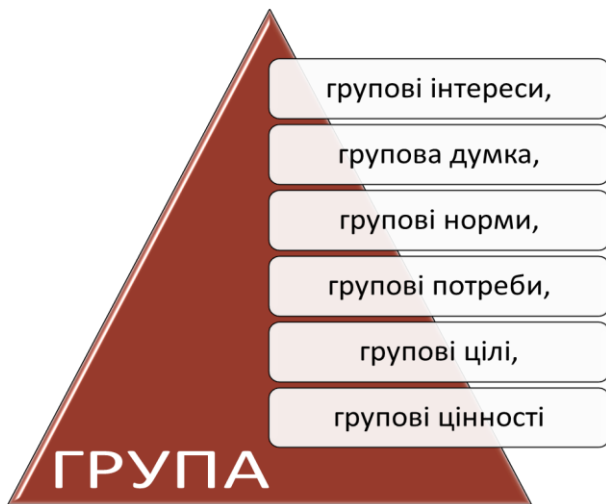 групові інтереси,
групова думка,
групові норми,
групові потреби,
групові цілі,
групові цінності
ГРУПА